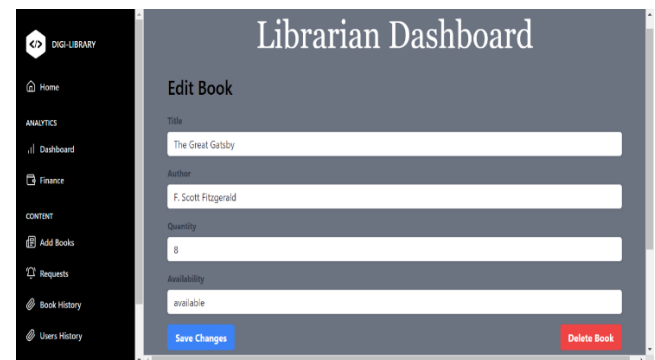 </> DIGI-LIBRARY
Home
ANALYTICS
Dashboard
Finance
CONTENT
Add Books
Requests
Book History
Users History
Librarian Dashboard
Edit Book
Title
The Great Gatsby
Author
F. Scott Fitzgerald
Quantity
8
Availability
available
Save Changes
Delete Book